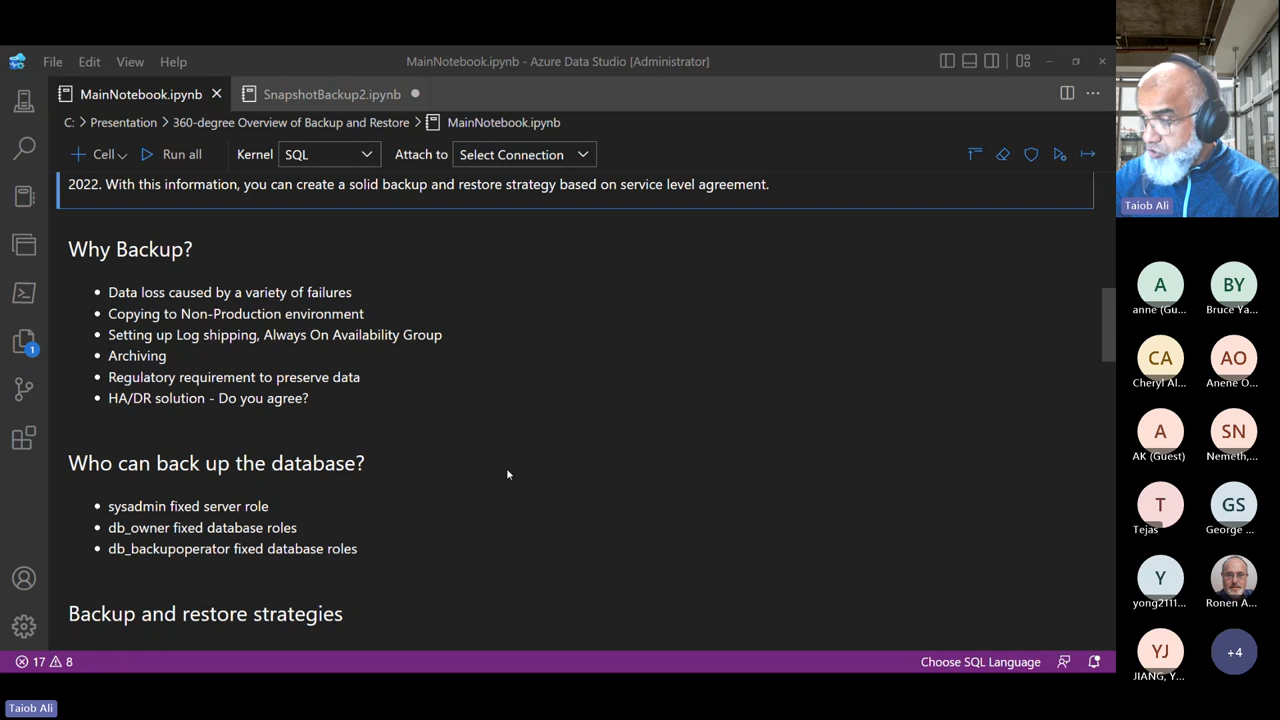 File Edit View Help
MainNotebook.ipynb - Azure Data Studio [Administrator]
MainNotebook.ipynb
SnapshotBackup2.ipynb
C: > Presentation > 360-degree Overview of Backup and Restore > MainNotebook.ipynb
Cell
Run all
Kernel SQL
Attach to Select Connection
2022. With this information, you can create a solid backup and restore strategy based on service level agreement.
Why Backup?
• Data loss caused by a variety of failures
• Copying to Non-Production environment
• Setting up Log shipping, Always On Availability Group
• Archiving
• Regulatory requirement to preserve data
• HA/DR solution - Do you agree?
Who can back up the database?
• sysadmin fixed server role
• db_owner fixed database roles
• db_backupoperator fixed database roles
Backup and restore strategies
1
17 8
Choose SQL Language
Taiob Ali
Taiob Ali
A BY
anne (Gu... Bruce Ya...
CA AO
Cheryl Al... Anene O...
A SN
AK (Guest) Nemeth,...
T GS
Tejas George ...
Y
yong2111... Ronen A...
YJ +4
JIANG, Y...